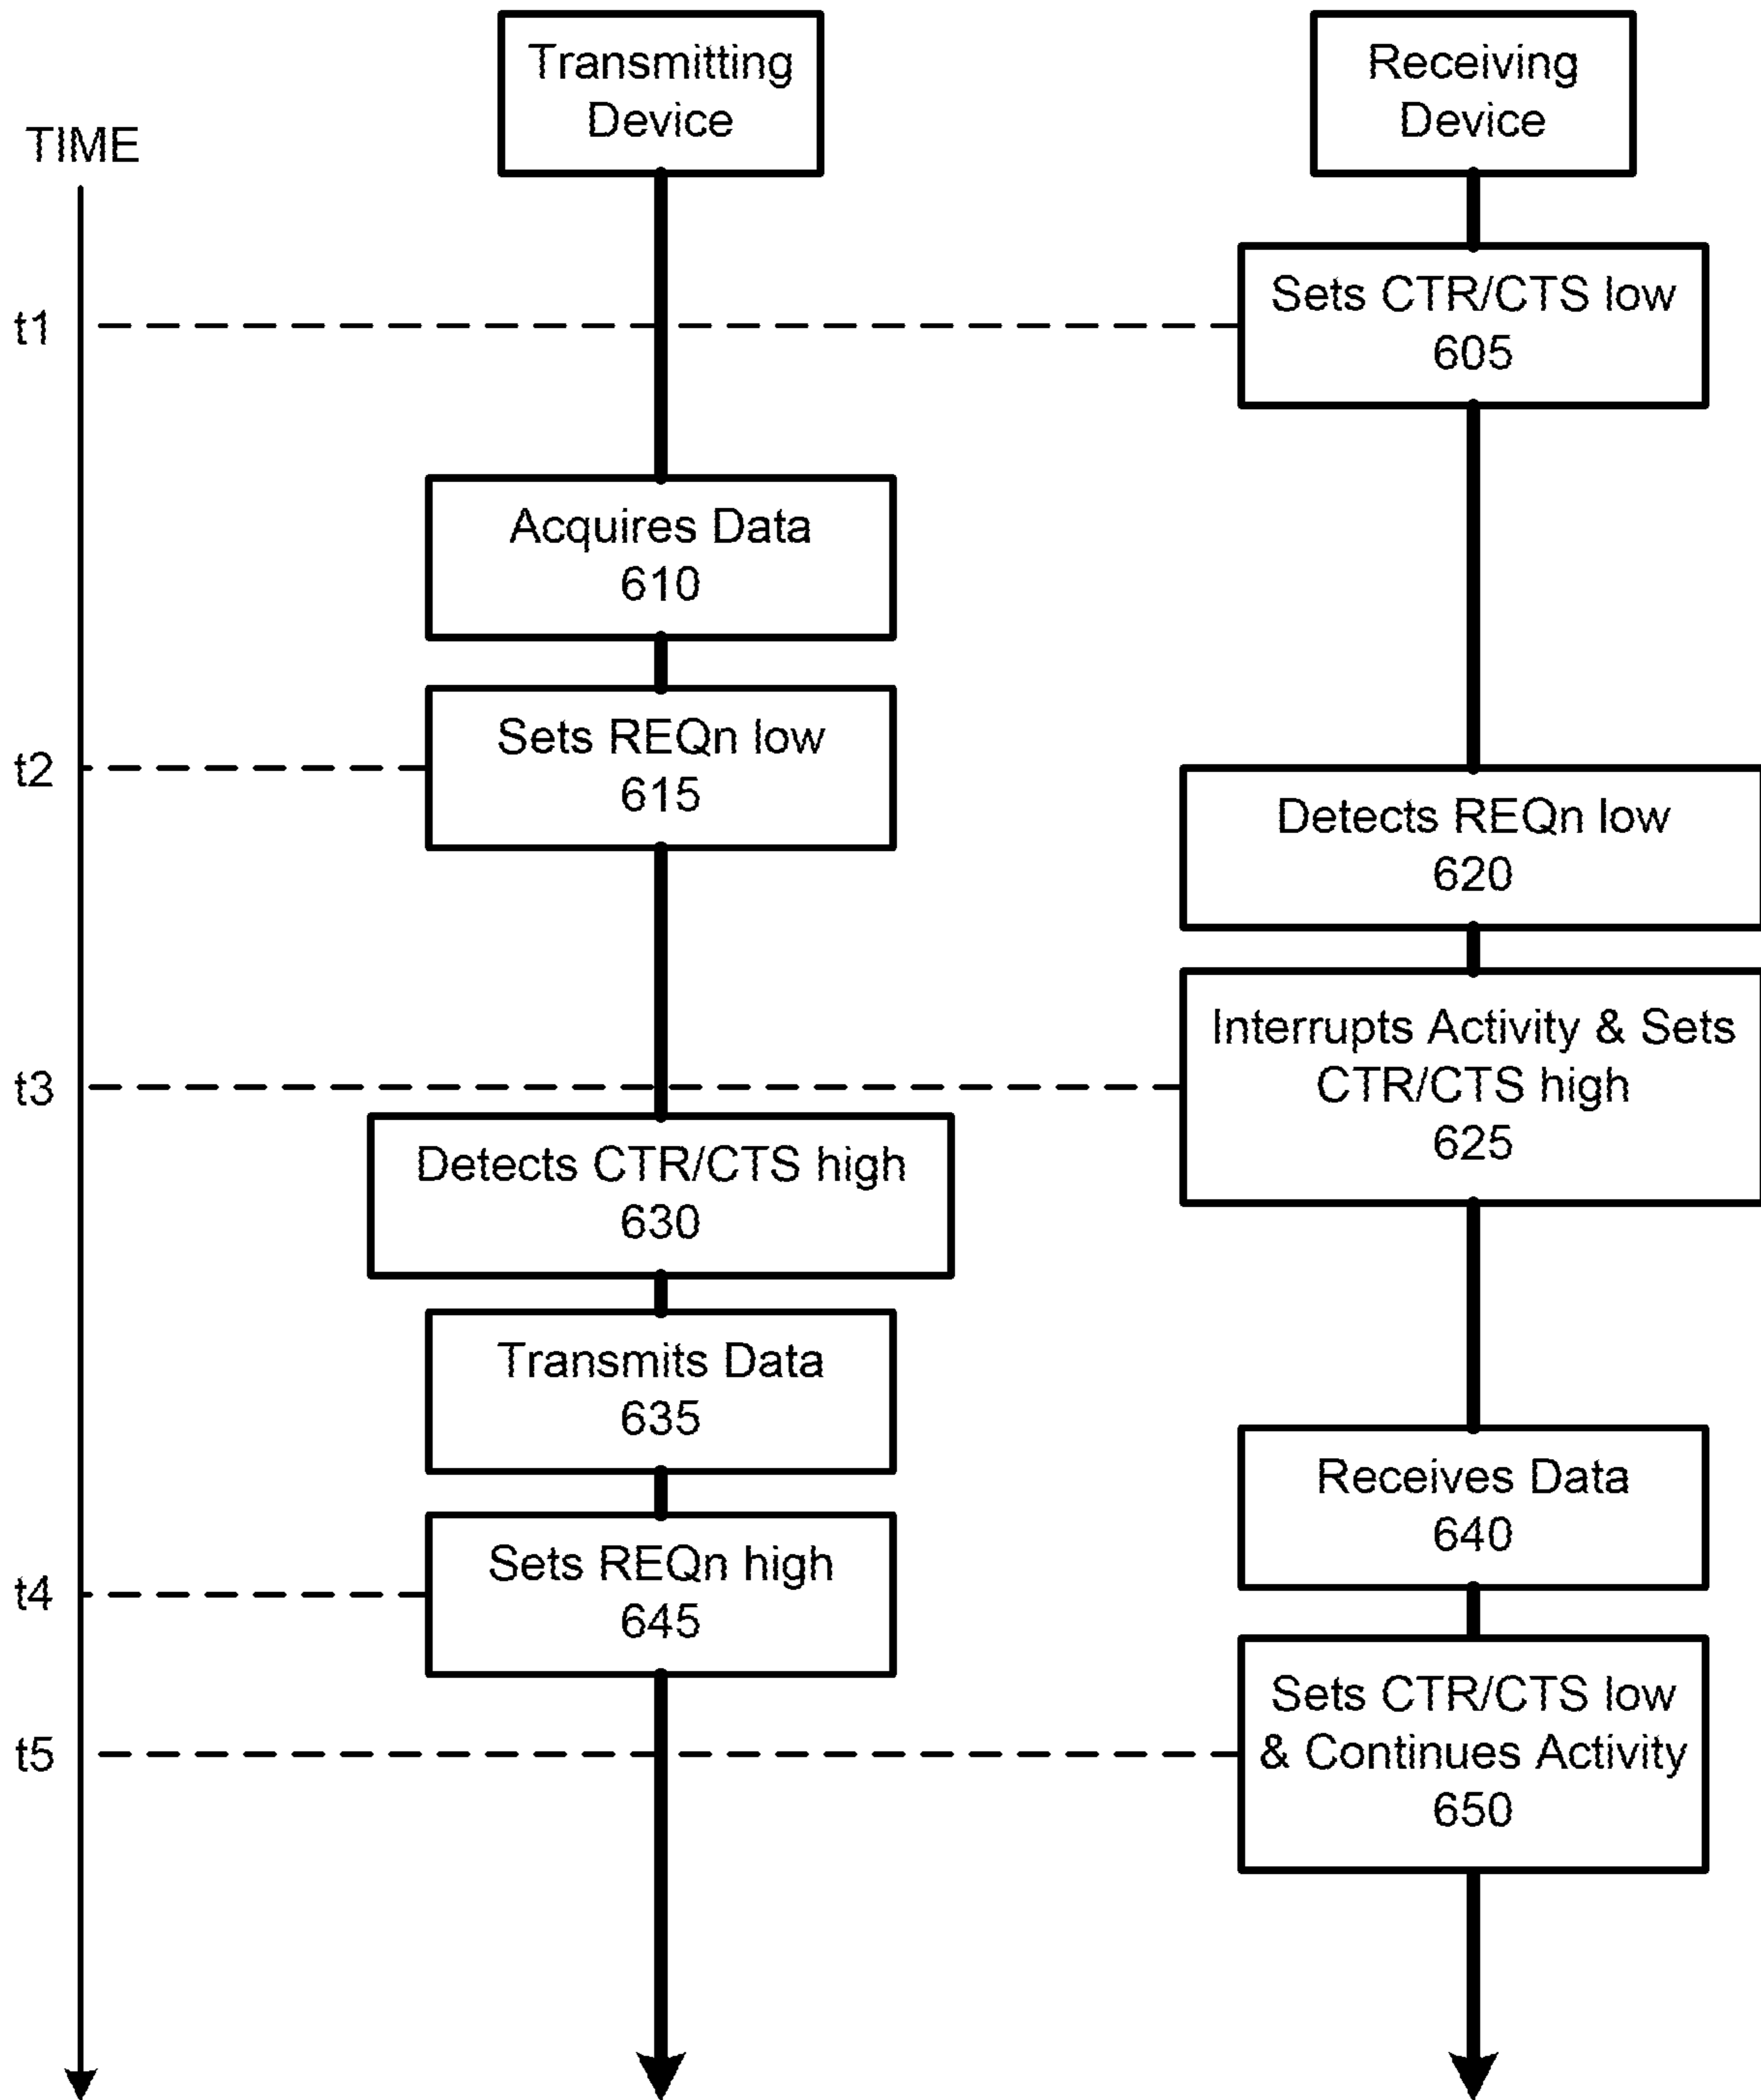 Transmitting
Device
Receiving
Device
TIME
Sets CTR/CTS low
605
t1
Acquires Data
610
Sets REQn low
615
t2
Detects REQn low
620
Interrupts Activity & Sets
CTR/CTS high
625
t3
Detects CTR/CTS high
630
Transmits Data
635
Receives Data
640
Sets REQn high
645
t4
Sets CTR/CTS low
& Continues Activity
650
t5